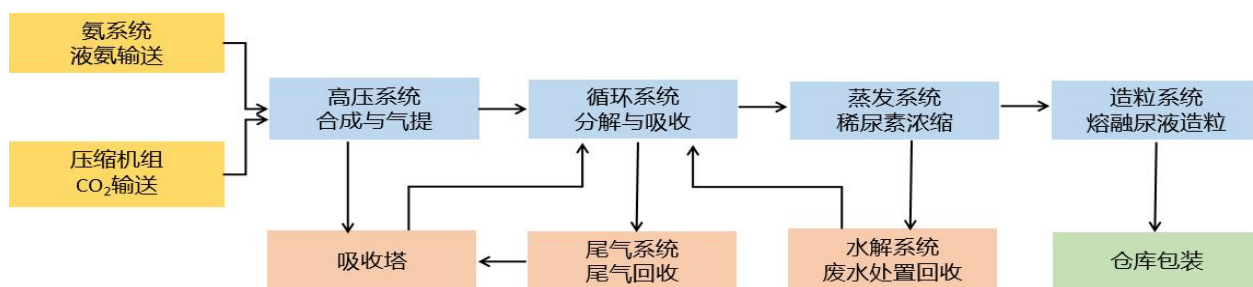 氨系统
液氨输送
压缩机组
CO₂输送
高压系统
合成与气提
循环系统
分解与吸收
蒸发系统
稀尿素浓缩
造粒系统
熔融尿液造粒
吸收塔
尾气系统
尾气回收
水解系统
废水处置回收
仓库包装